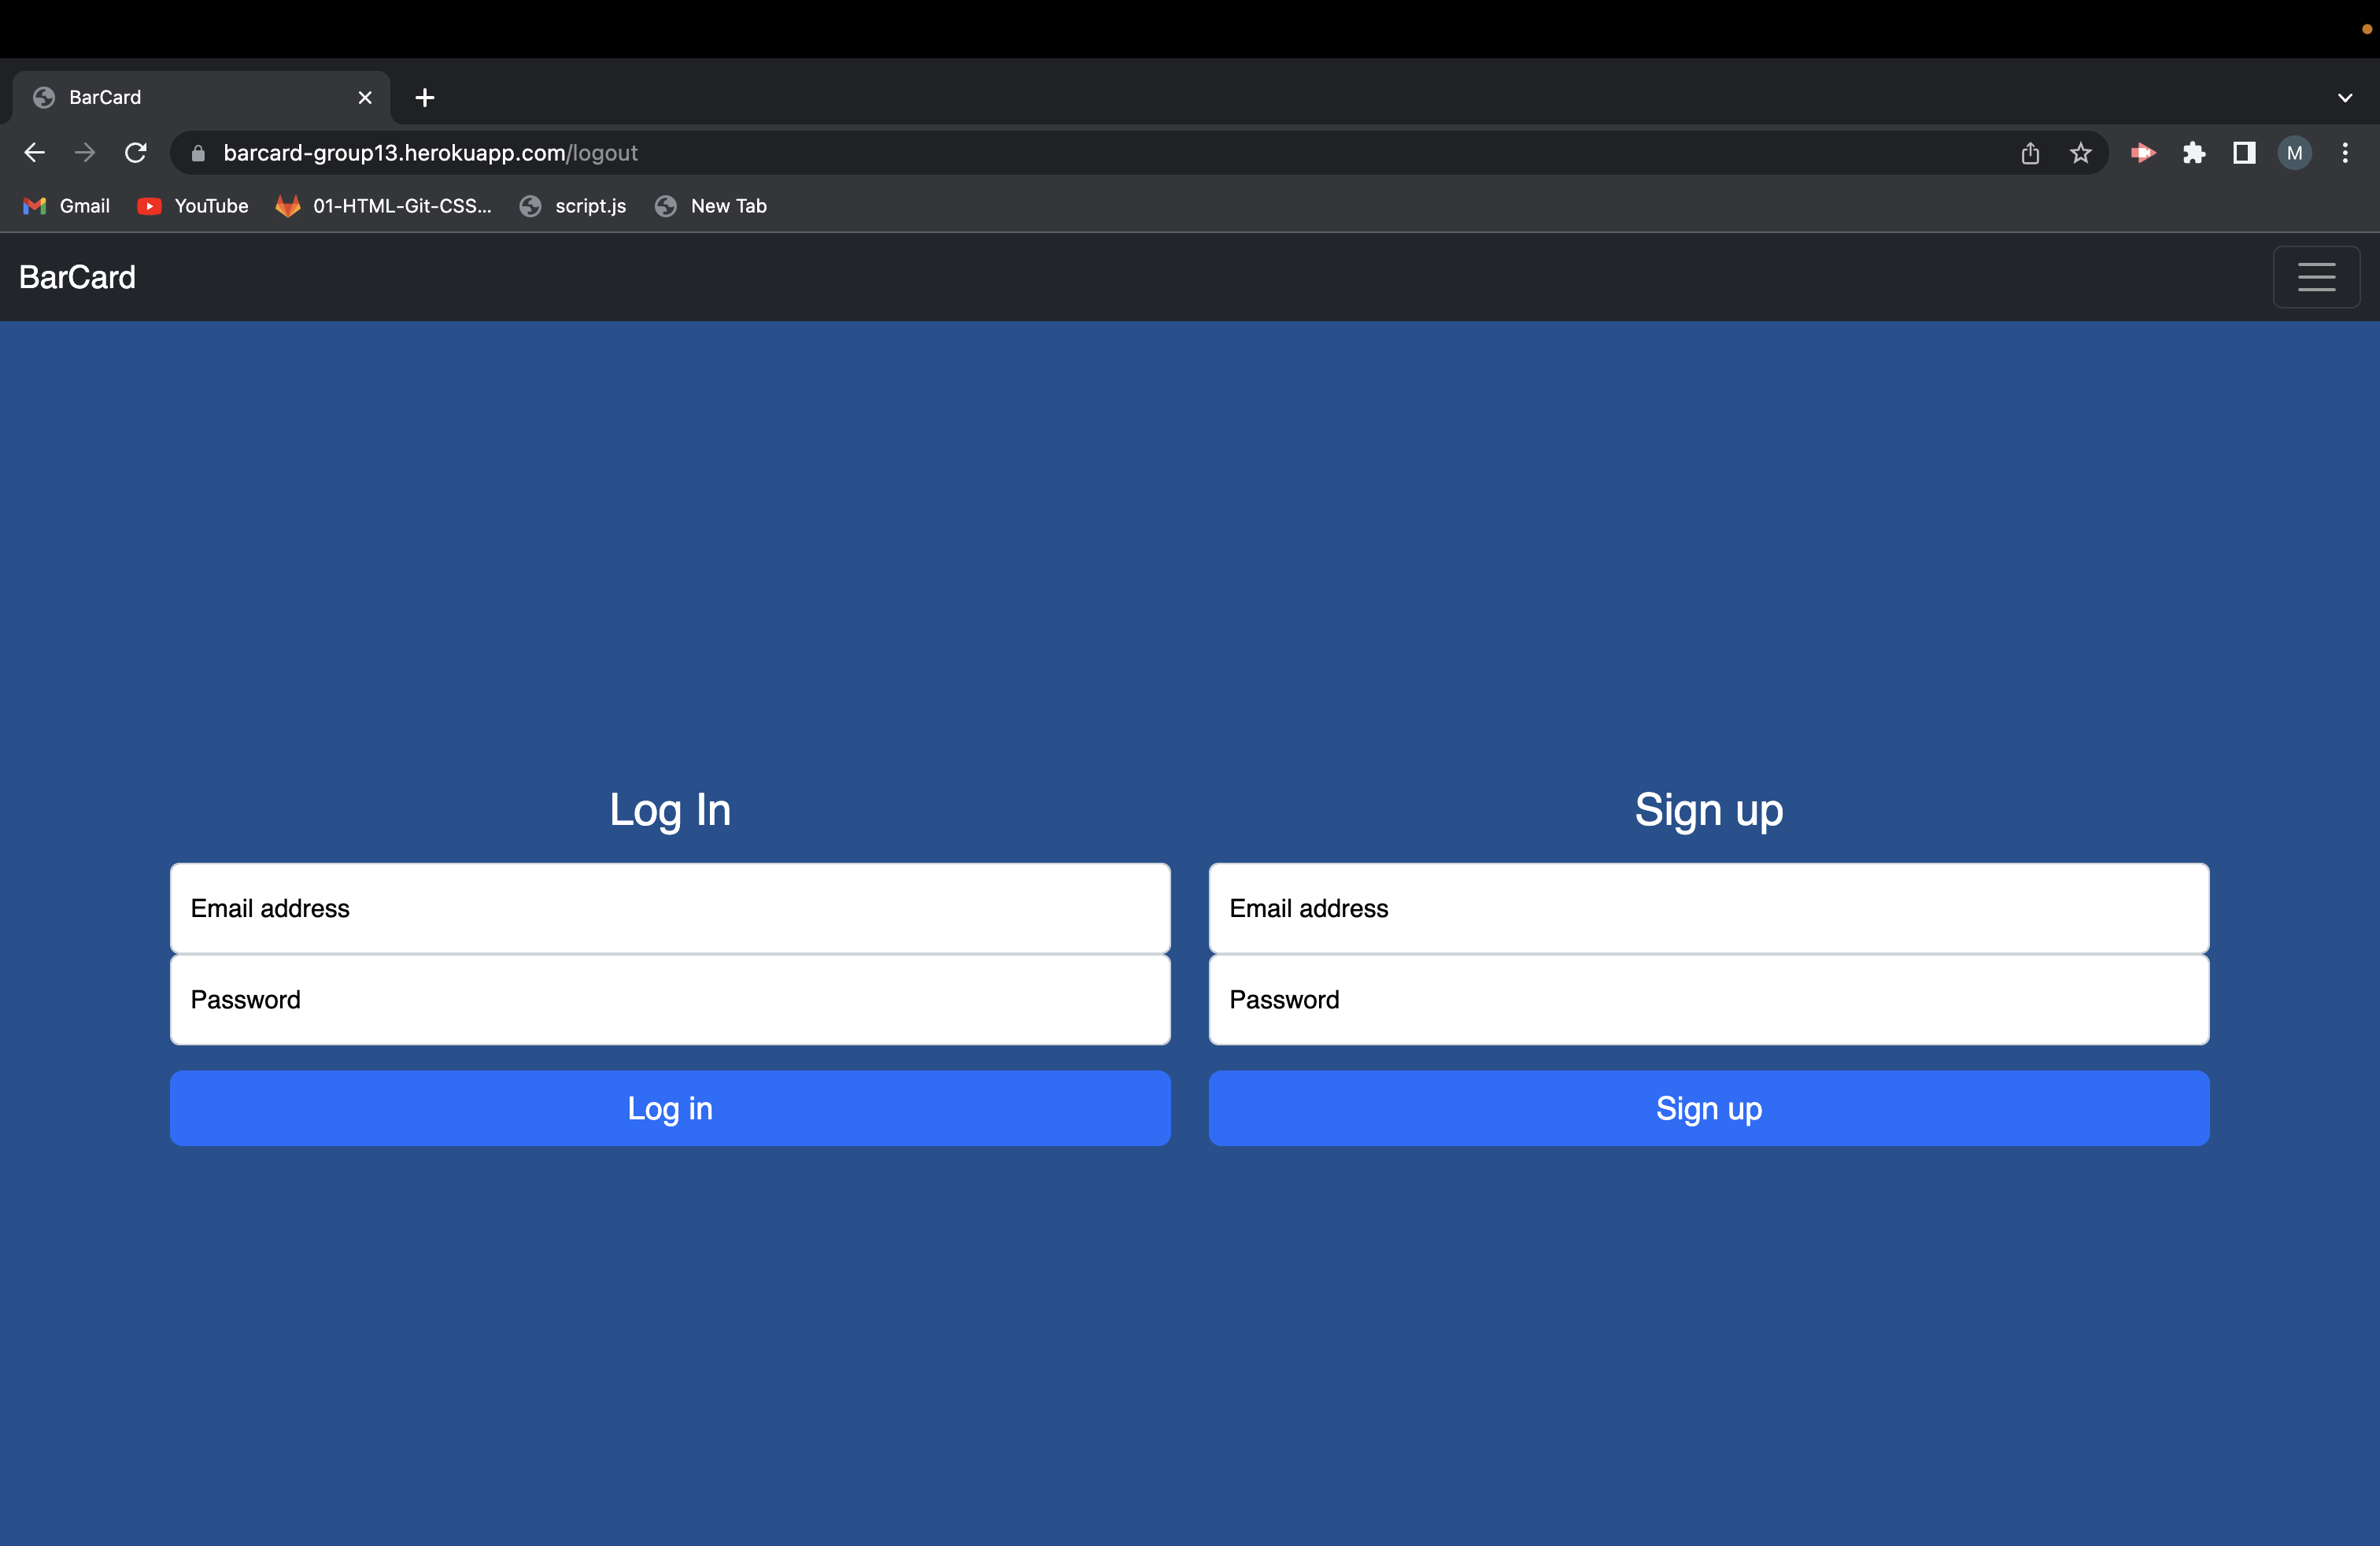 BarCard
barcard-group13.herokuapp.com/logout
M
Gmail
YouTube
01-HTML-Git-CSS...
script.js
New Tab
BarCard
Log In
Email address
Password
Log in
Sign up
Email address
Password
Sign up